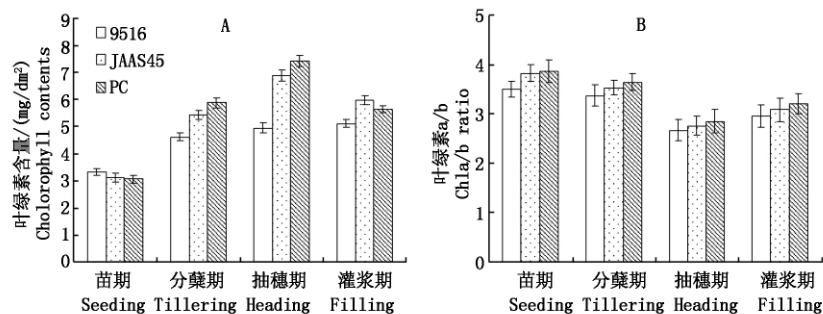 A
9516
JAAS45
PC
叶绿素含量/(mg/dm²)
Cholorophyll contents
9
8
7
6
5
4
3
2
1
0
苗期 分蘖期 抽穗期 灌浆期
Seeding Tillering Heading Filling
B
叶绿素a/b
Chla/b ratio
5
4
3
2
1
0
苗期 分蘖期 抽穗期 灌浆期
Seeding Tillering Heading Filling